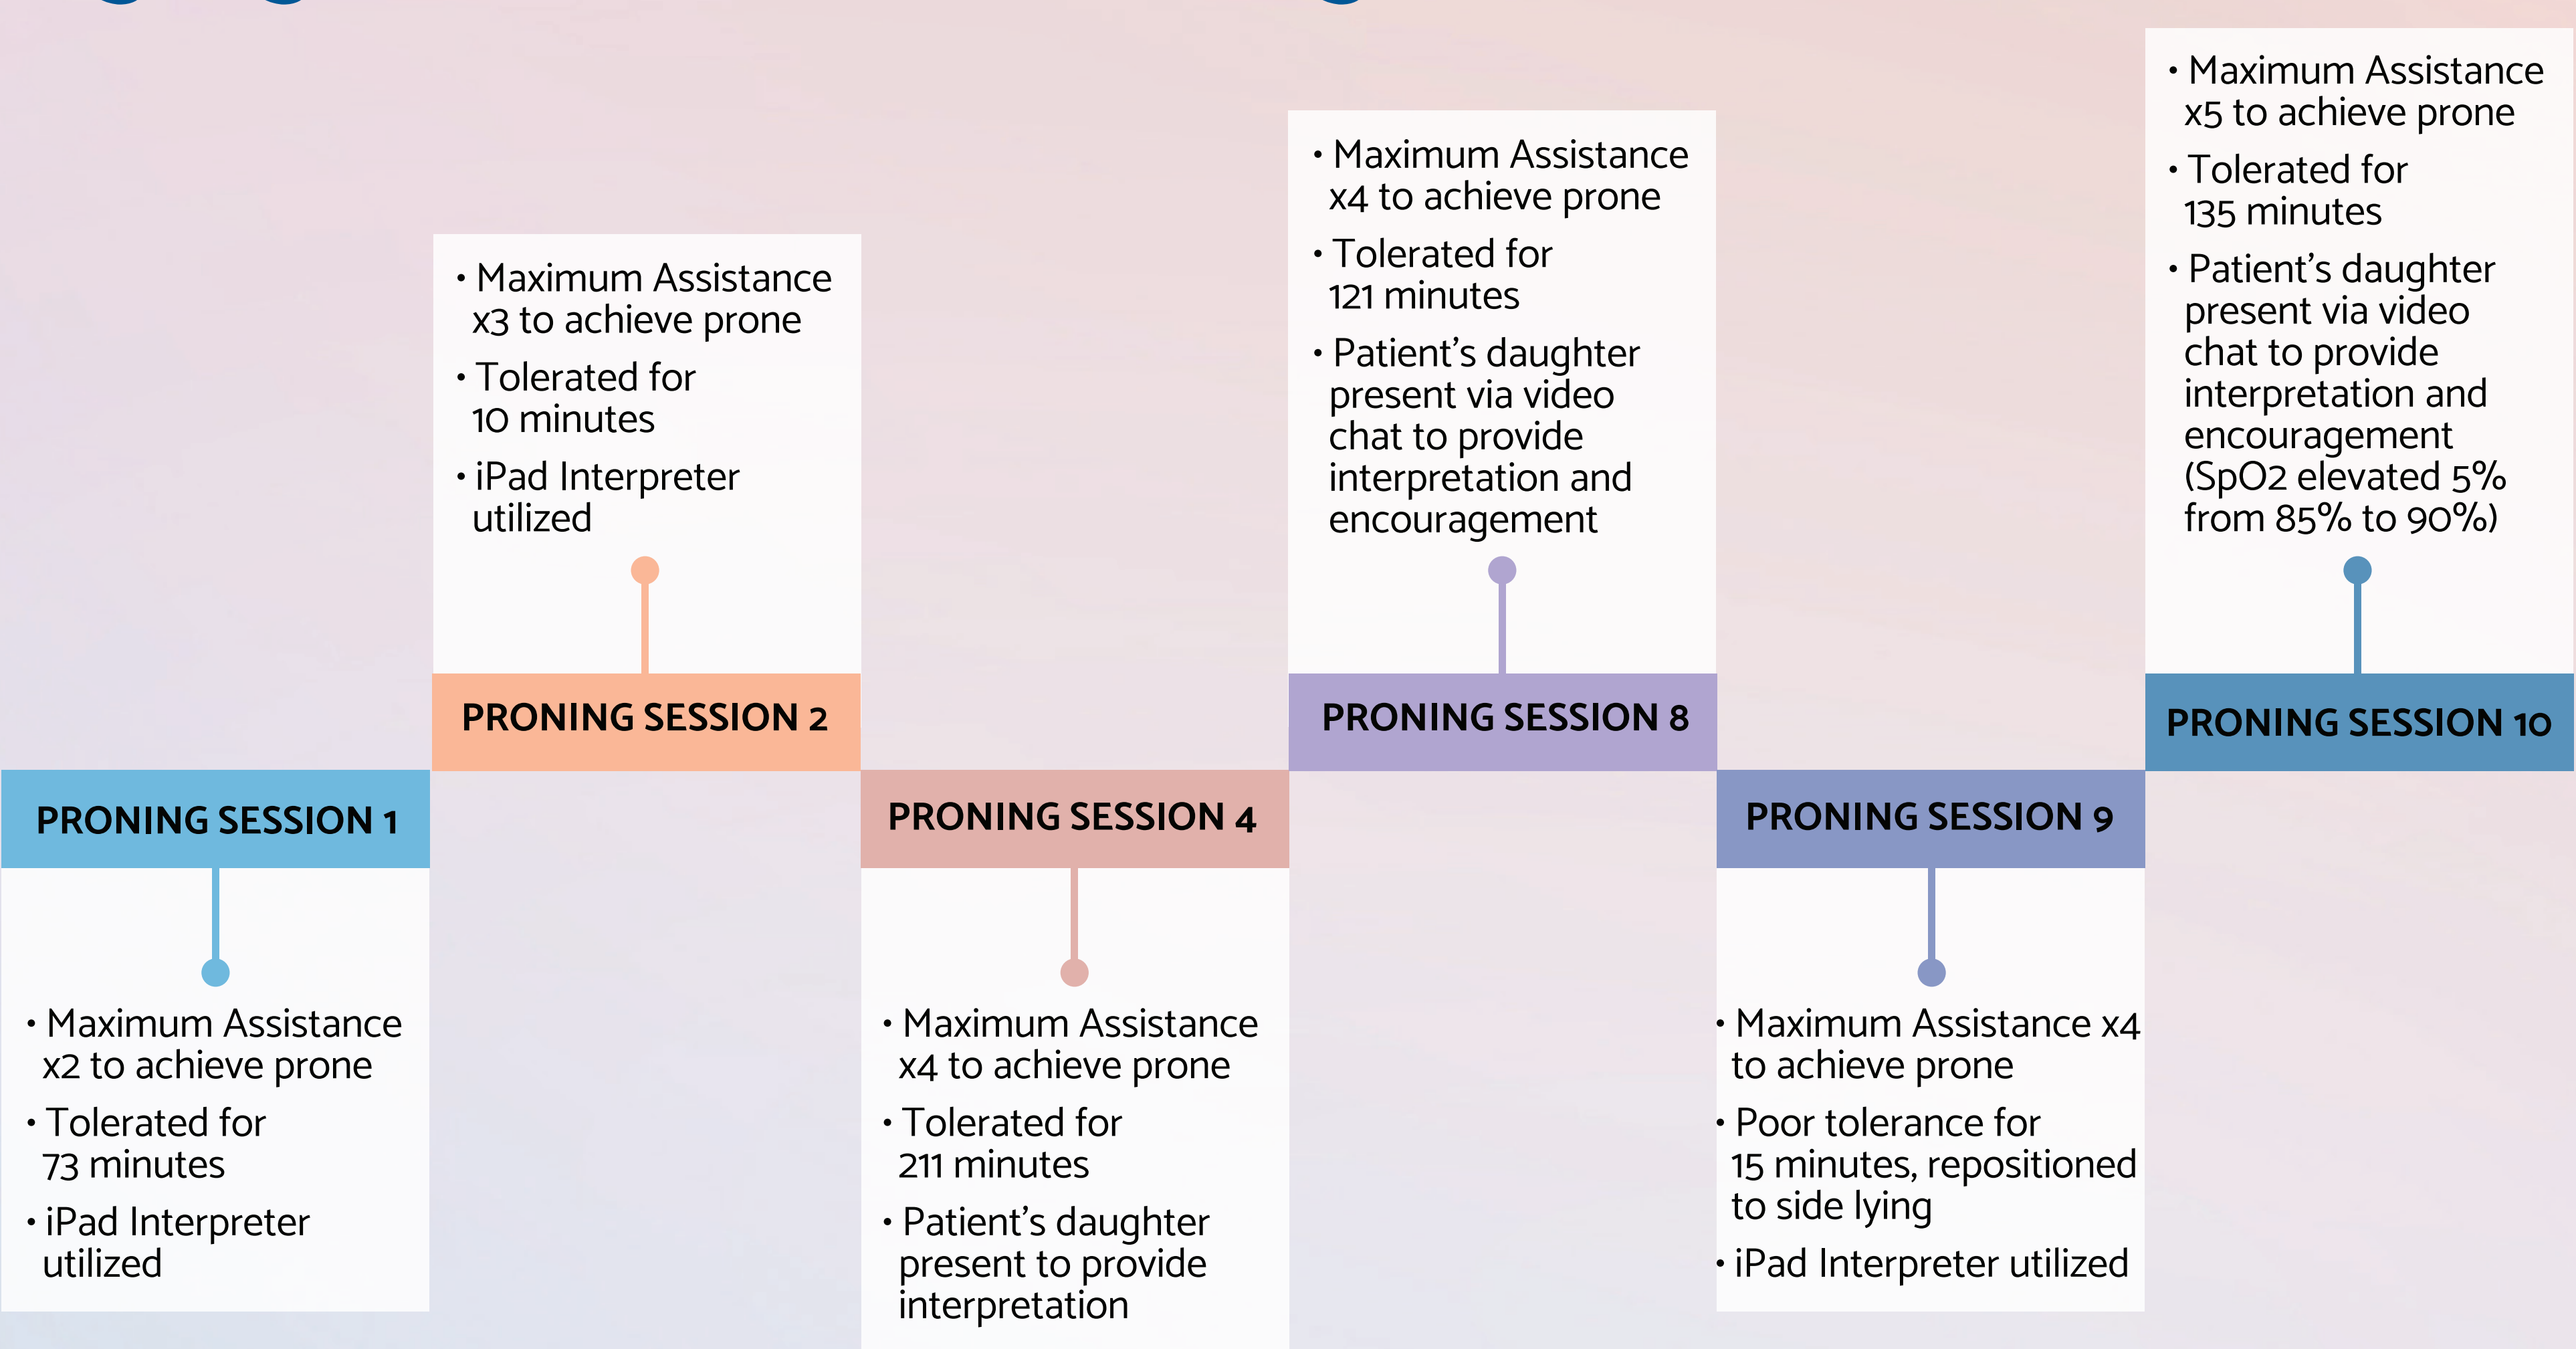 PRONING SESSION 1
• Maximum Assistance
x2 to achieve prone
• Tolerated for
73 minutes
• iPad Interpreter
utilized
• Maximum Assistance
x3 to achieve prone
• Tolerated for
10 minutes
• iPad Interpreter
utilized
PRONING SESSION 2
PRONING SESSION 4
• Maximum Assistance
x4 to achieve prone
• Tolerated for
211 minutes
• Patient's daughter
present to provide
interpretation
• Maximum Assistance
x4 to achieve prone
• Tolerated for
121 minutes
• Patient's daughter
present via video
chat to provide
interpretation and
encouragement
PRONING SESSION 8
PRONING SESSION 9
• Maximum Assistance x4
to achieve prone
• Poor tolerance for
15 minutes, repositioned
to side lying
• iPad Interpreter utilized
• Maximum Assistance
x5 to achieve prone
• Tolerated for
135 minutes
• Patient's daughter
present via video
chat to provide
interpretation and
encouragement
(SpO2 elevated 5%
from 85% to 90%)
PRONING SESSION 10